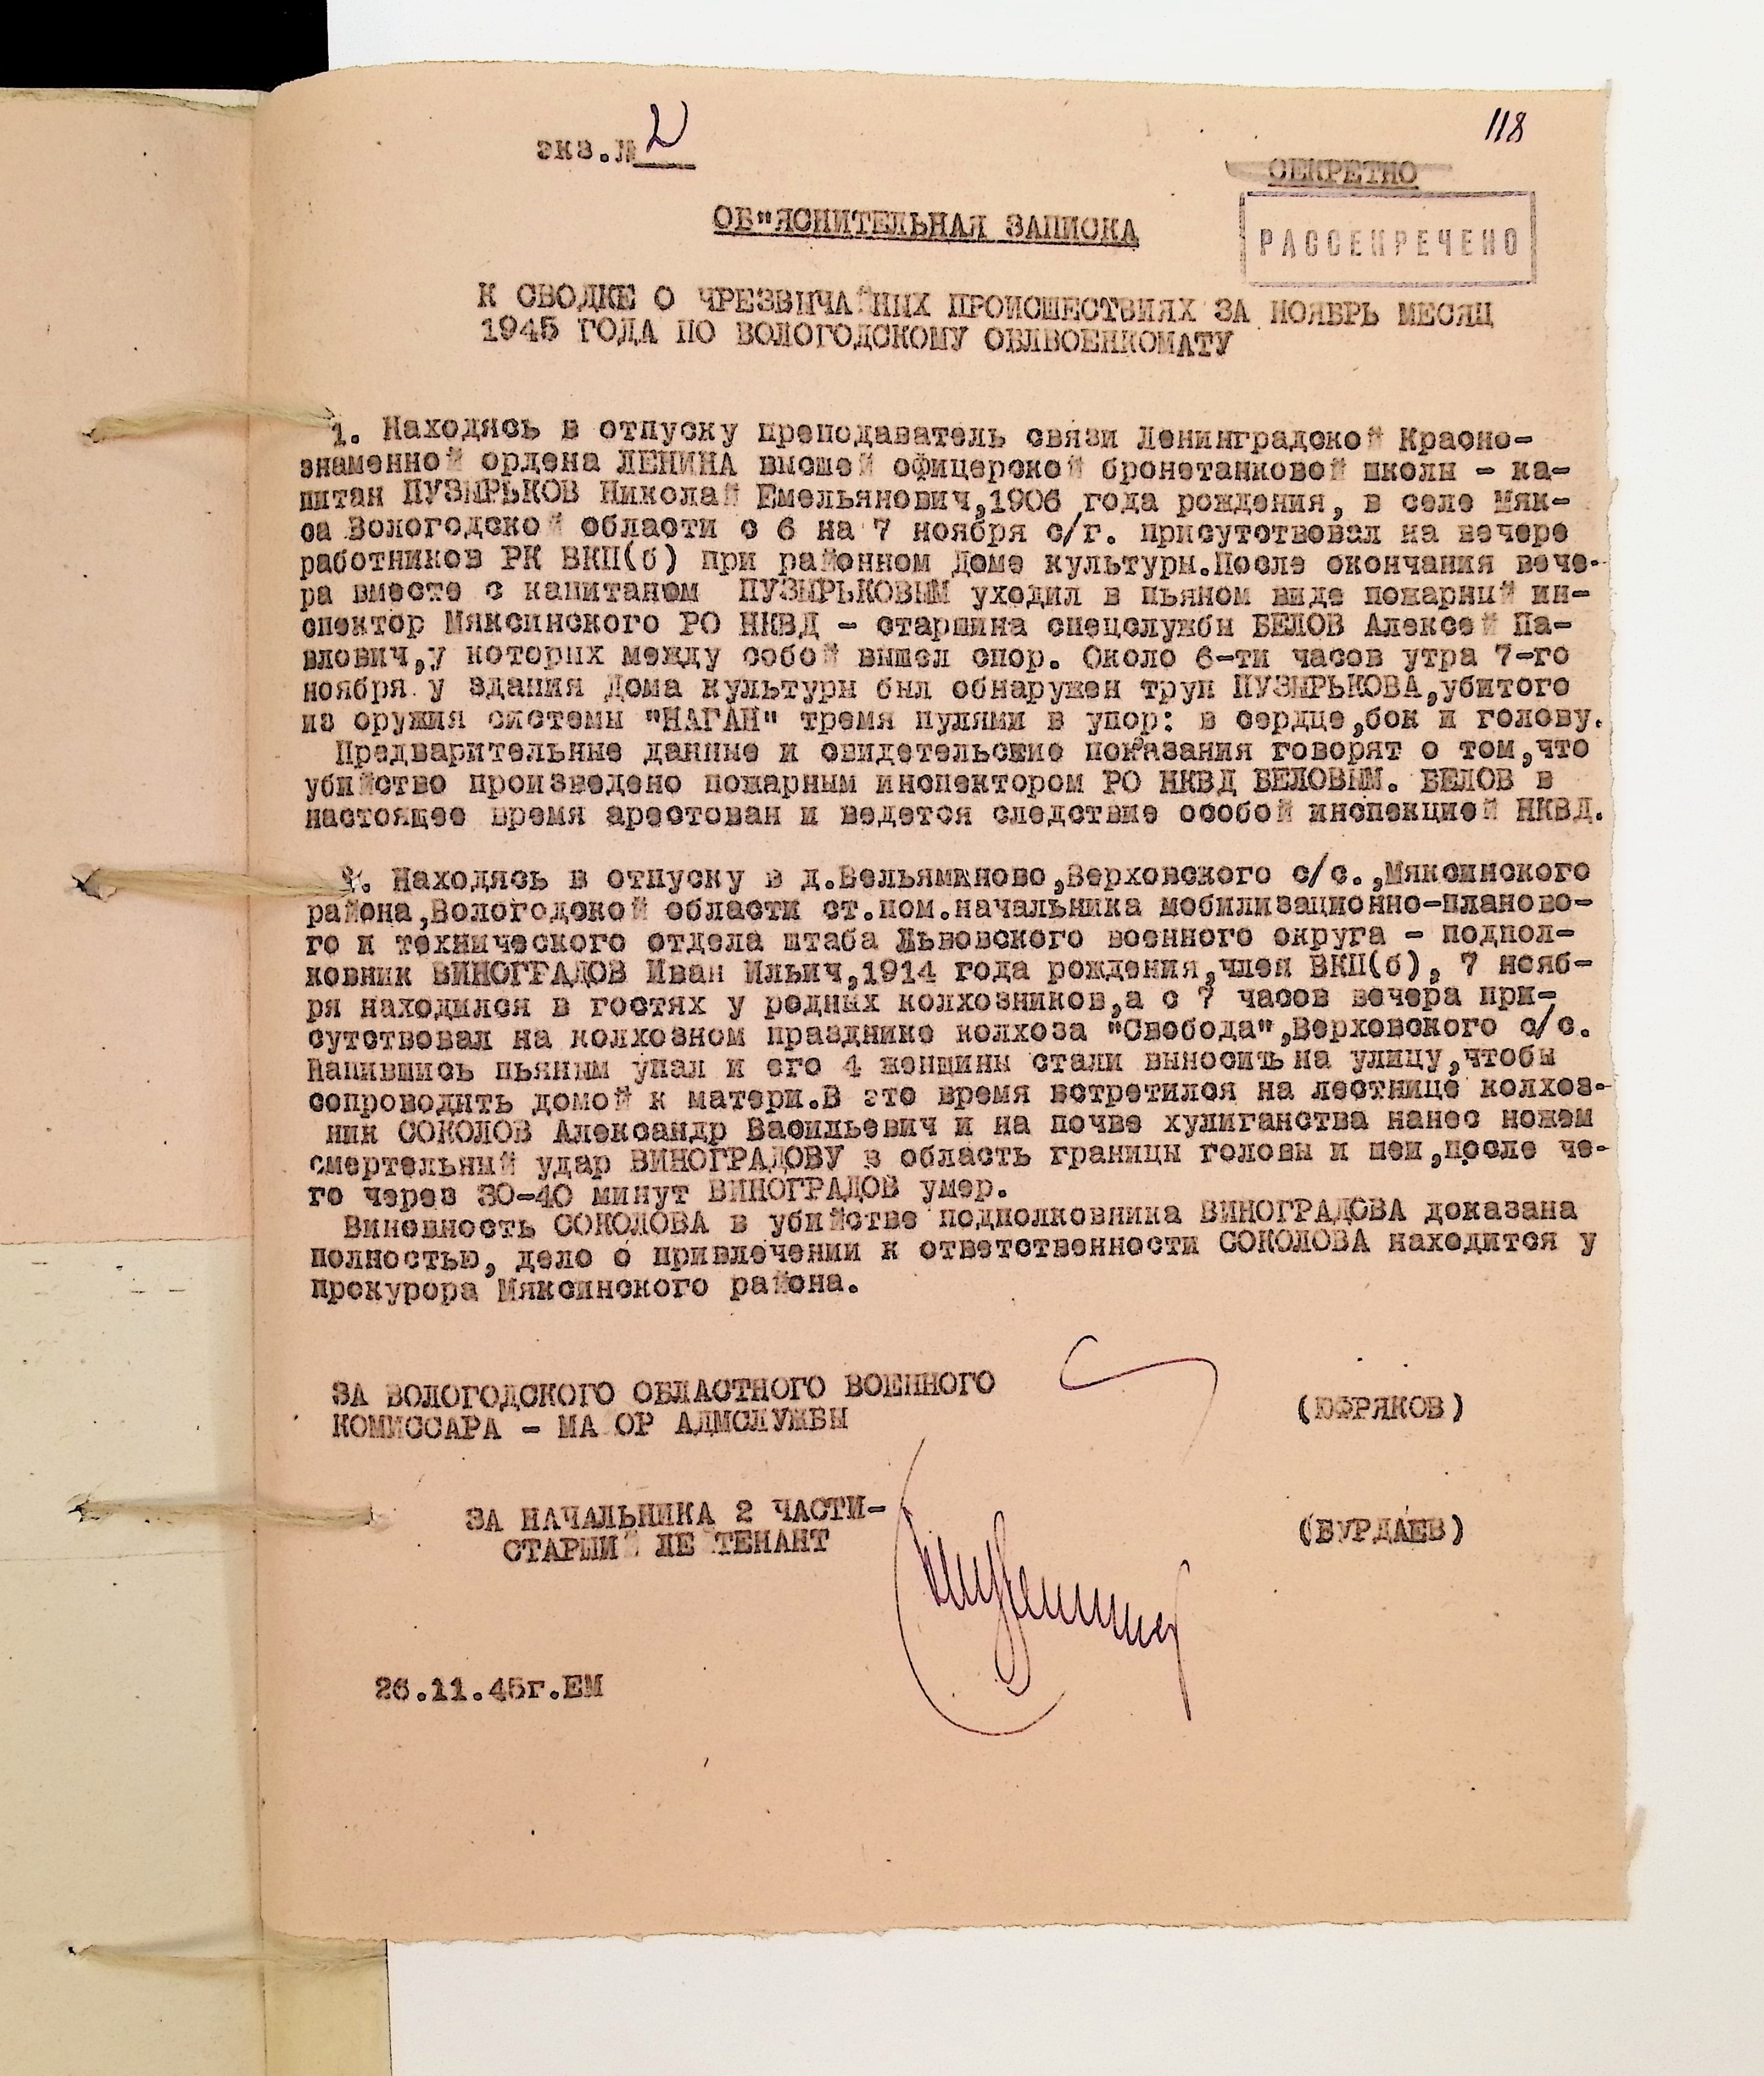 118
экз.№ 2
СЕКРЕТНО
РАССЕКРЕЧЕНО
ОБ"ЯСНИТЕЛЬНАЯ ЗАПИСКА
К СВОДКЕ О ЧРЕЗВЫЧАЙНЫХ ПРОИСШЕСТВИЯХ ЗА НОЯБРЬ МЕСЯЦ
1945 ГОДА ПО ВОЛОГОДСКОМУ ОБЛВОЕНКОМАТУ
1. Находясь в отпуску преподаватель связи Ленинградской Красно-
знаменной ордена ЛЕНИНА высшей офицерской бронетанковой школы - ка-
питан ПУЗЫРЬКОВ Николай Емельянович,1906 года рождения, в селе Мяк-
са Вологодской области с 6 на 7 ноября с/г. присутствовал на вечере
работников РК ВКП(б) при районном Доме культуры.После окончания вече-
ра вместе с капитаном ПУЗЫРЬКОВЫМ уходил в пьяном виде пожарный ин-
спектор Мяксинского РО НКВД - старшина спецслужбы БЕЛОВ Алексей Па-
влович,у которых между собой вышел спор. Около 6-ти часов утра 7-го
ноября у здания Дома культуры был обнаружен труп ПУЗЫРЬКОВА,убитого
из оружия системы "НАГАН" тремя пулями в упор: в сердце,бок и голову.
Предварительные данные и свидетельские показания говорят о том,что
убийство произведено пожарным инспектором РО НКВД БЕЛОВЫМ. БЕЛОВ в
настоящее время арестован и ведется следствие особой инспекцией НКВД.
2. Находясь в отпуску в д.Вельяманово,Верховского с/с.,Мяксинского
района,Вологодской области ст.пом.начальника мобилизационно-планово-
го и технического отдела штаба Львовского военного округа - подпол-
ковник ВИНОГРАДОВ Иван Ильич,1914 года рождения,член ВКП(б), 7 нояб-
ря находился в гостях у родных колхозников,а с 7 часов вечера при-
сутствовал на колхозном празднике колхоза "Свобода",Верховского с/с.
Напившись пьяным упал и его 4 женщины стали выносить на улицу,чтобы
сопроводить домой к матери.В это время встретился на лестнице колхоз-
ник СОКОЛОВ Александр Васильевич и на почве хулиганства нанес ножем
смертельный удар ВИНОГРАДОВУ в область границы головы и шеи,после че-
го через 30-40 минут ВИНОГРАДОВ умер.
Виновность СОКОЛОВА в убийстве подполковника ВИНОГРАДОВА доказана
полностью, дело о привлечении к ответственности СОКОЛОВА находится у
прокурора Мяксинского района.
ЗА ВОЛОГОДСКОГО ОБЛАСТНОГО ВОЕННОГО
КОМИССАРА - МАЙОР АДМСЛУЖБЫ (ЮФРЯКОВ)
ЗА НАЧАЛЬНИКА 2 ЧАСТИ-
СТАРШИЙ ЛЕЙТЕНАНТ (БУРДАЕВ)
26.11.45г.ЕМ